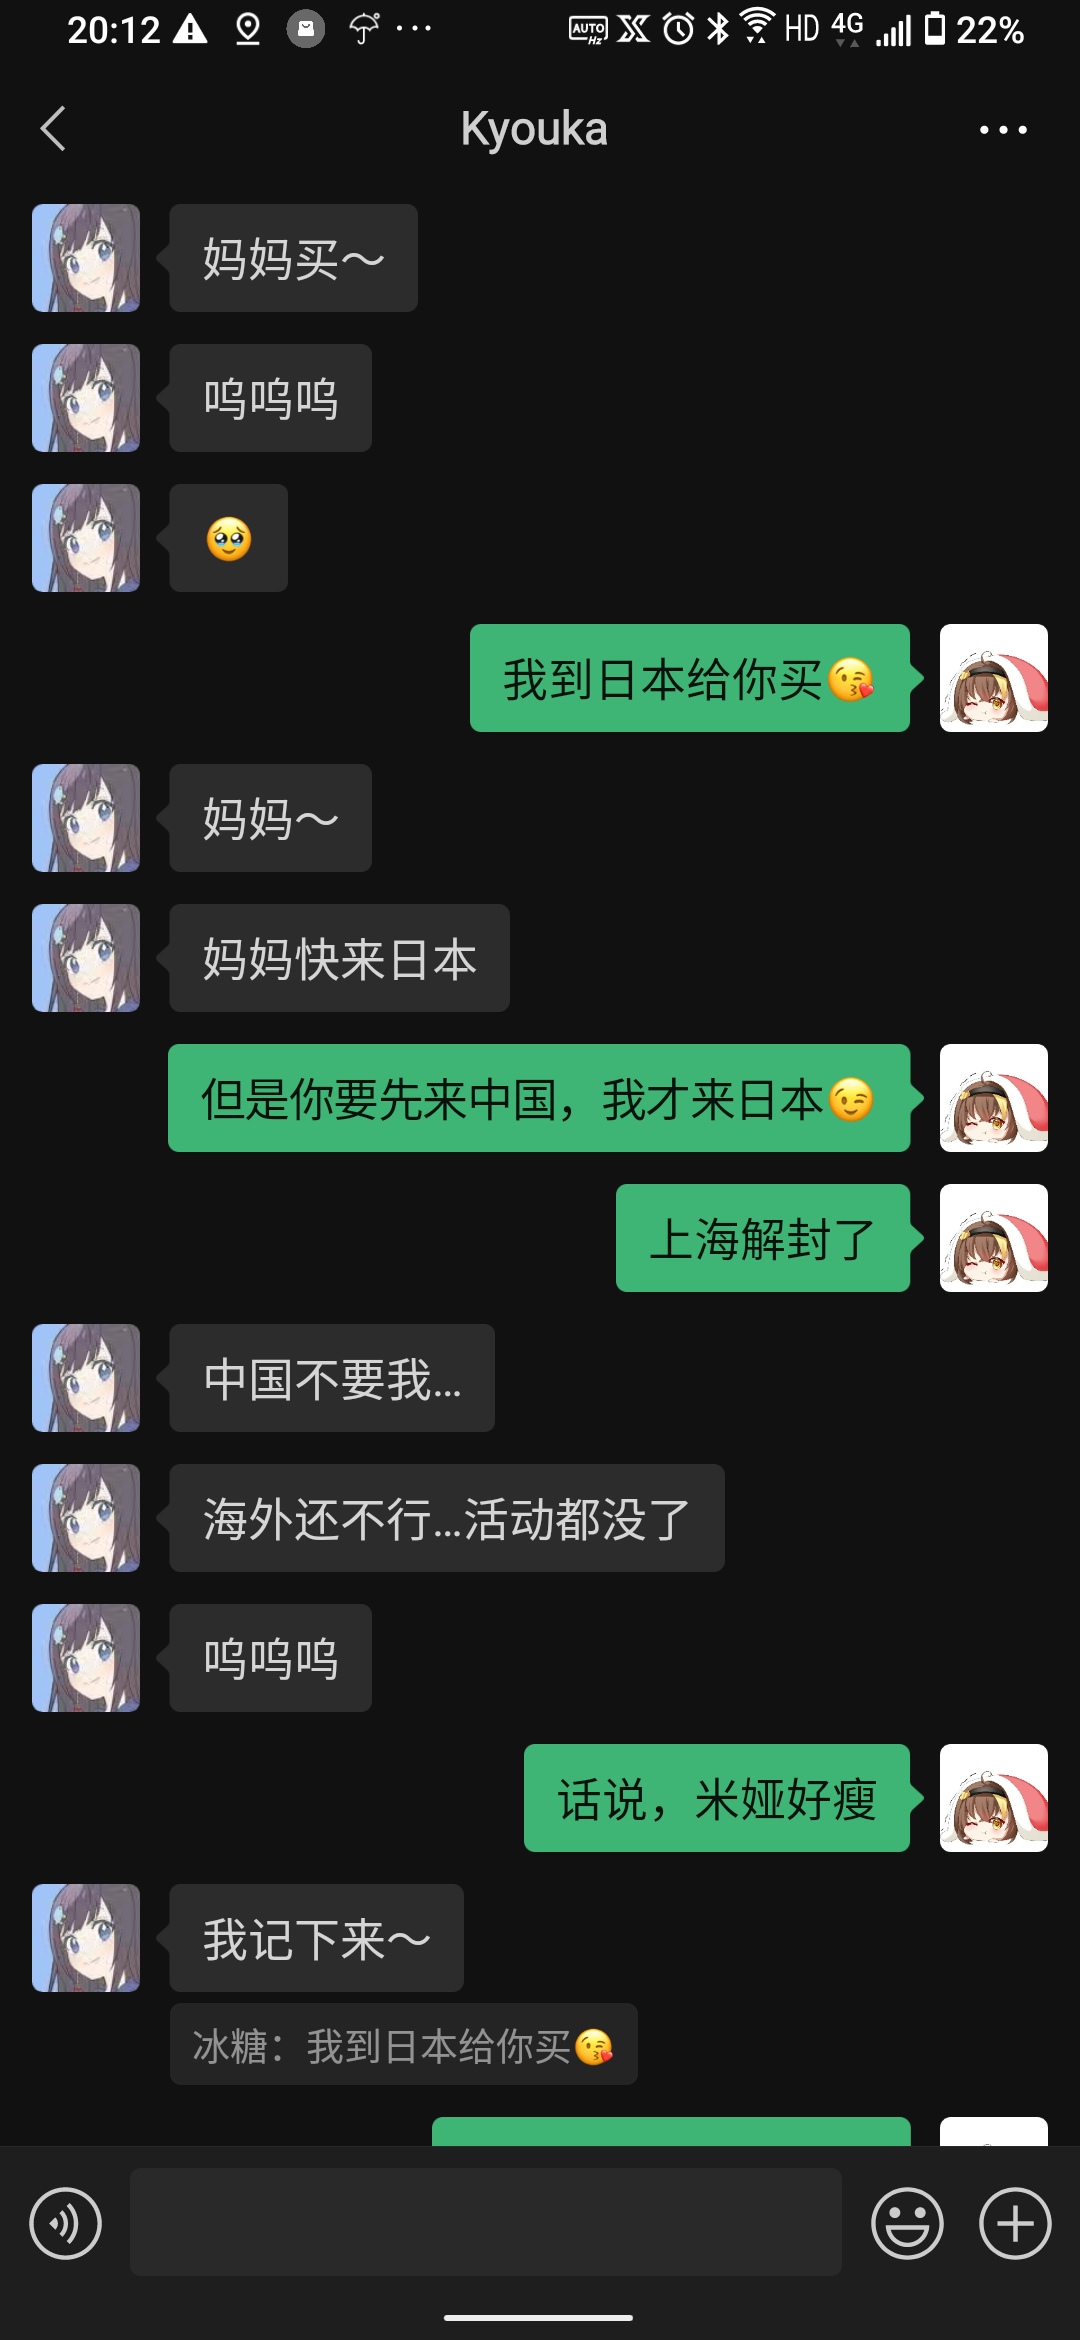 20:12
AUTO
Hz
HD
4G
22%
Kyouka
妈妈买～
呜呜呜
🥹
我到日本给你买😘
妈妈～
妈妈快来日本
但是你要先来中国，我才来日本😉
上海解封了
中国不要我...
海外还不行...活动都没了
呜呜呜
话说，米娅好瘦
我记下来～
冰糖：我到日本给你买😘